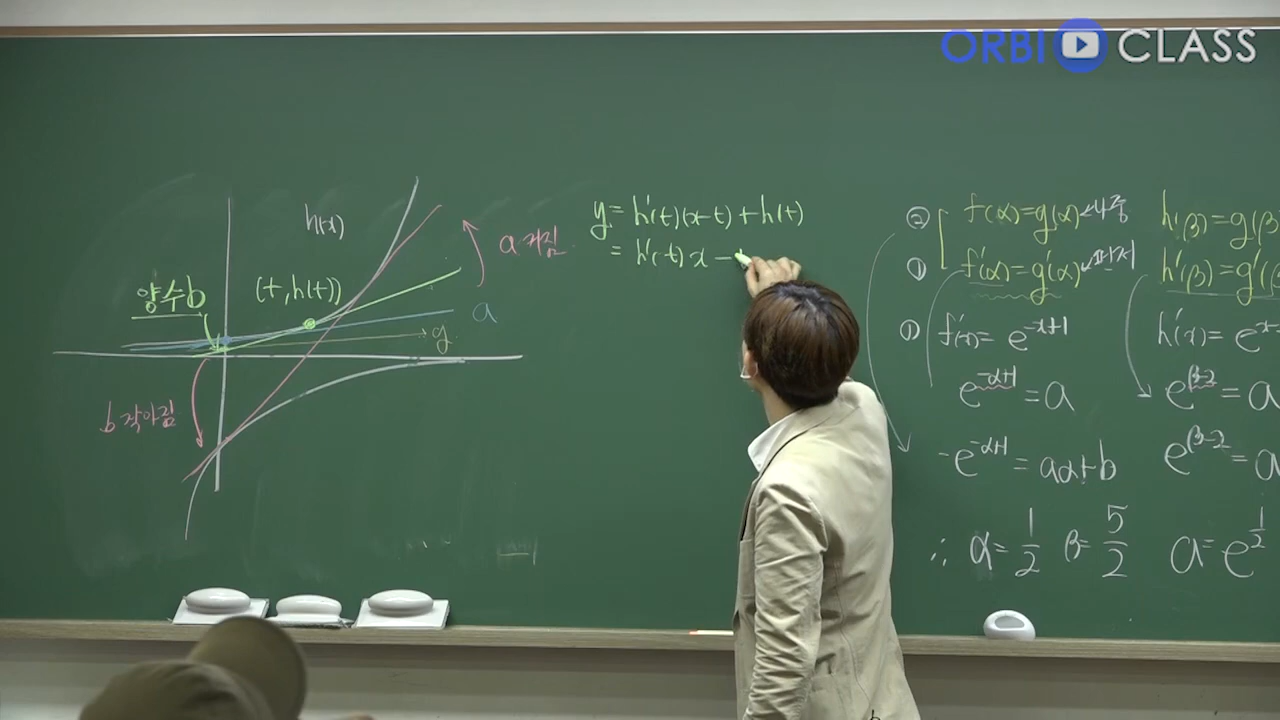 ORBI CLASS
h(x)
a 커짐
양수b
(t, h(t))
a
y
b 작아짐
y = h'(t)(x-t) + h(t)
= h'(t)x -
② f(α)=g(α) ←나중
① f'(α)=g'(α) ←먼저
① f'(x) = e^{-x+1}
e^{-α+1} = a
-e^{-α+1} = aα+b
∴ α = 1/2 β = 5/2
h(β)=g(β
h'(β)=g'(β
h'(x) = e^{x-
e^{β-2} = a
e^{β-2} = a
a = e^{1/2}